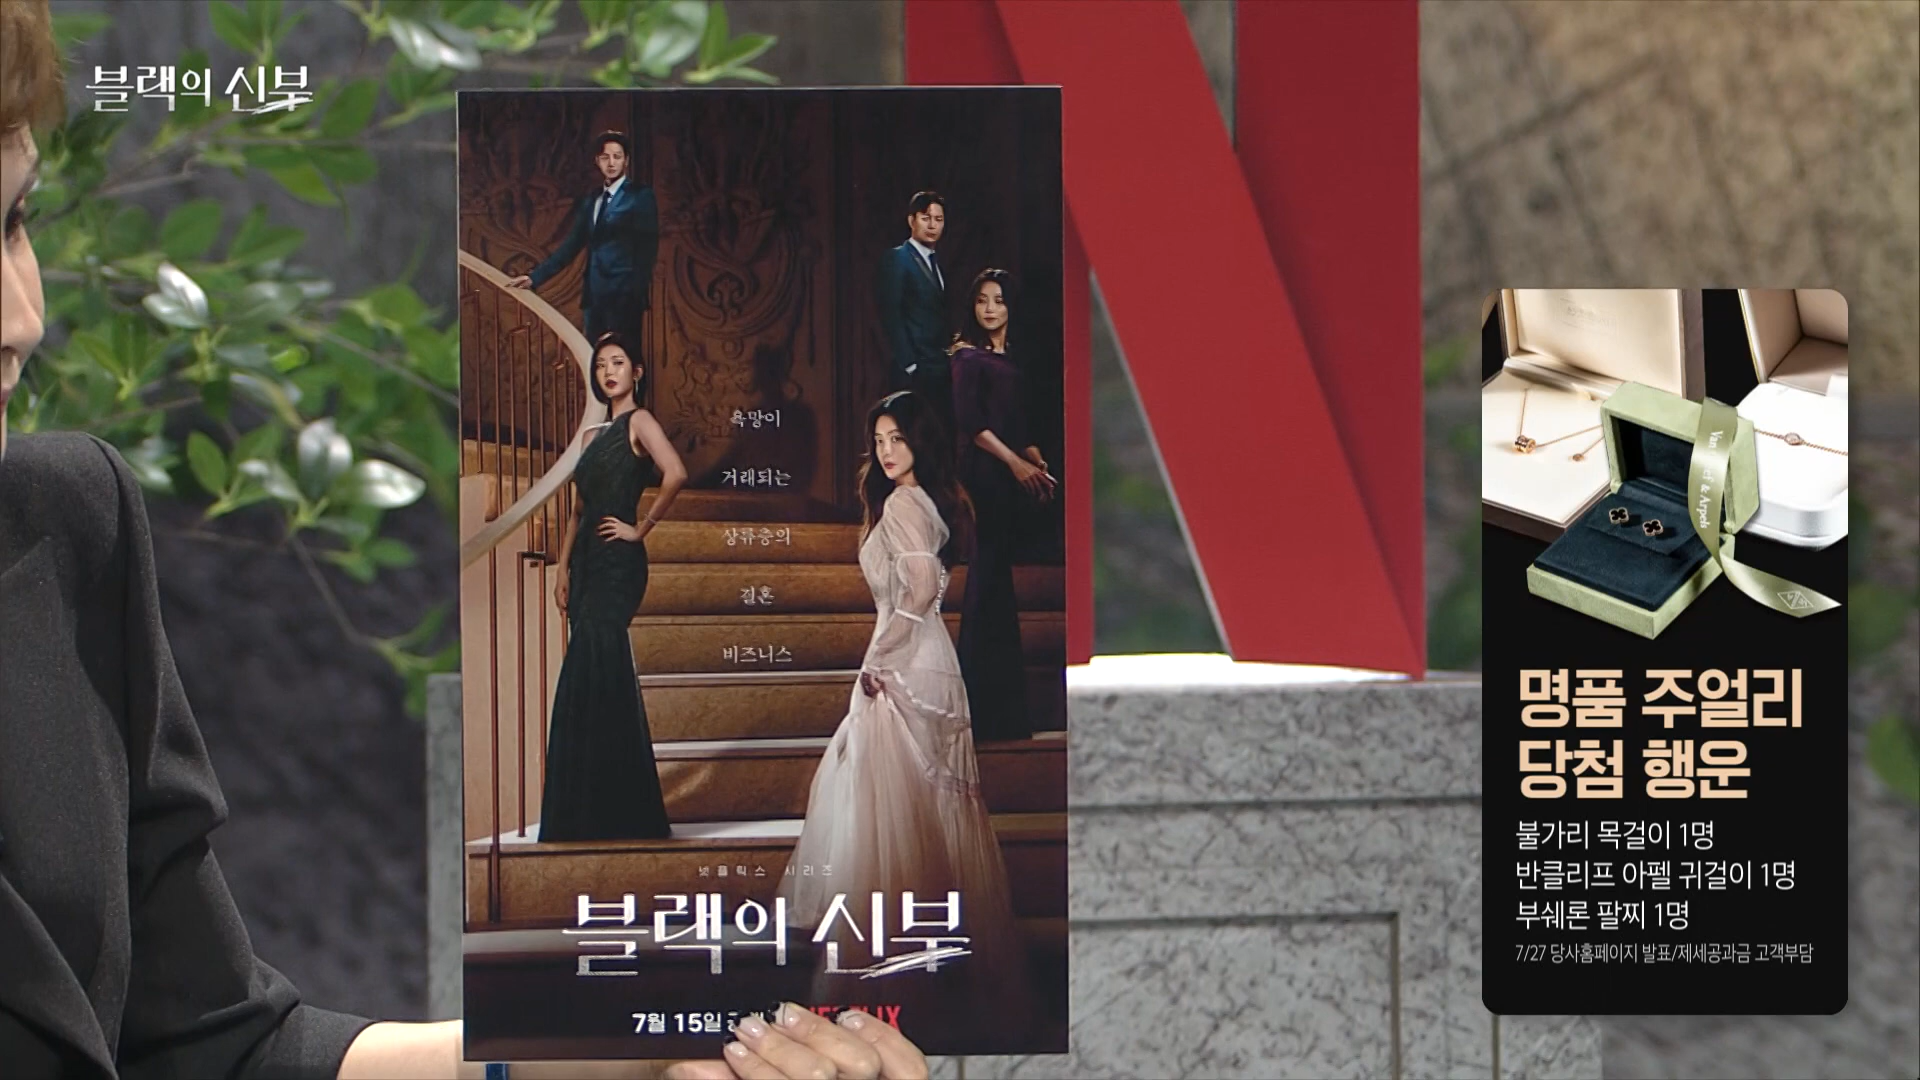 블랙의 신부
욕망이
거래되는
상류층의
결혼
비즈니스
넷플릭스 시리즈
블랙의 신부
7월 15일
Van & Arpels
명품 주얼리
당첨 행운
불가리 목걸이 1명
반클리프 아펠 귀걸이 1명
부쉐론 팔찌 1명
7/27 당사홈페이지 발표/제세공과금 고객부담